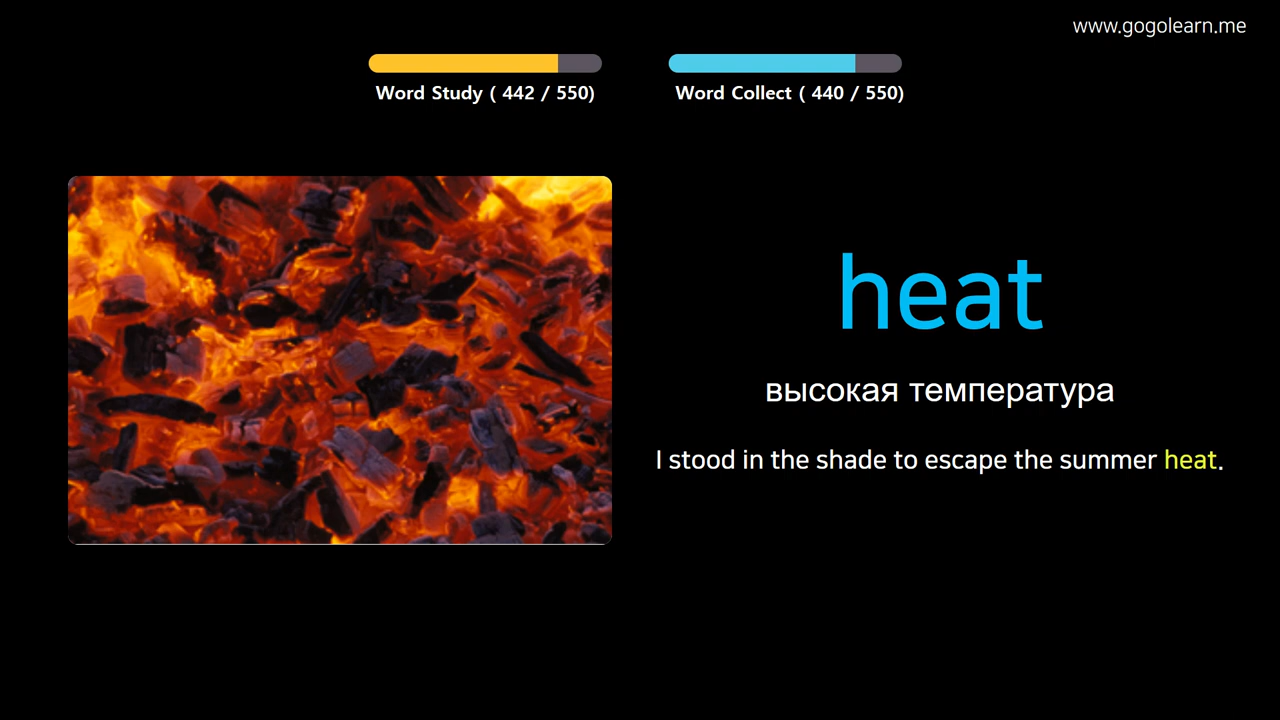 www.gogolearn.me
Word Study ( 442 / 550)
Word Collect ( 440 / 550)
heat
высокая температура
I stood in the shade to escape the summer heat.